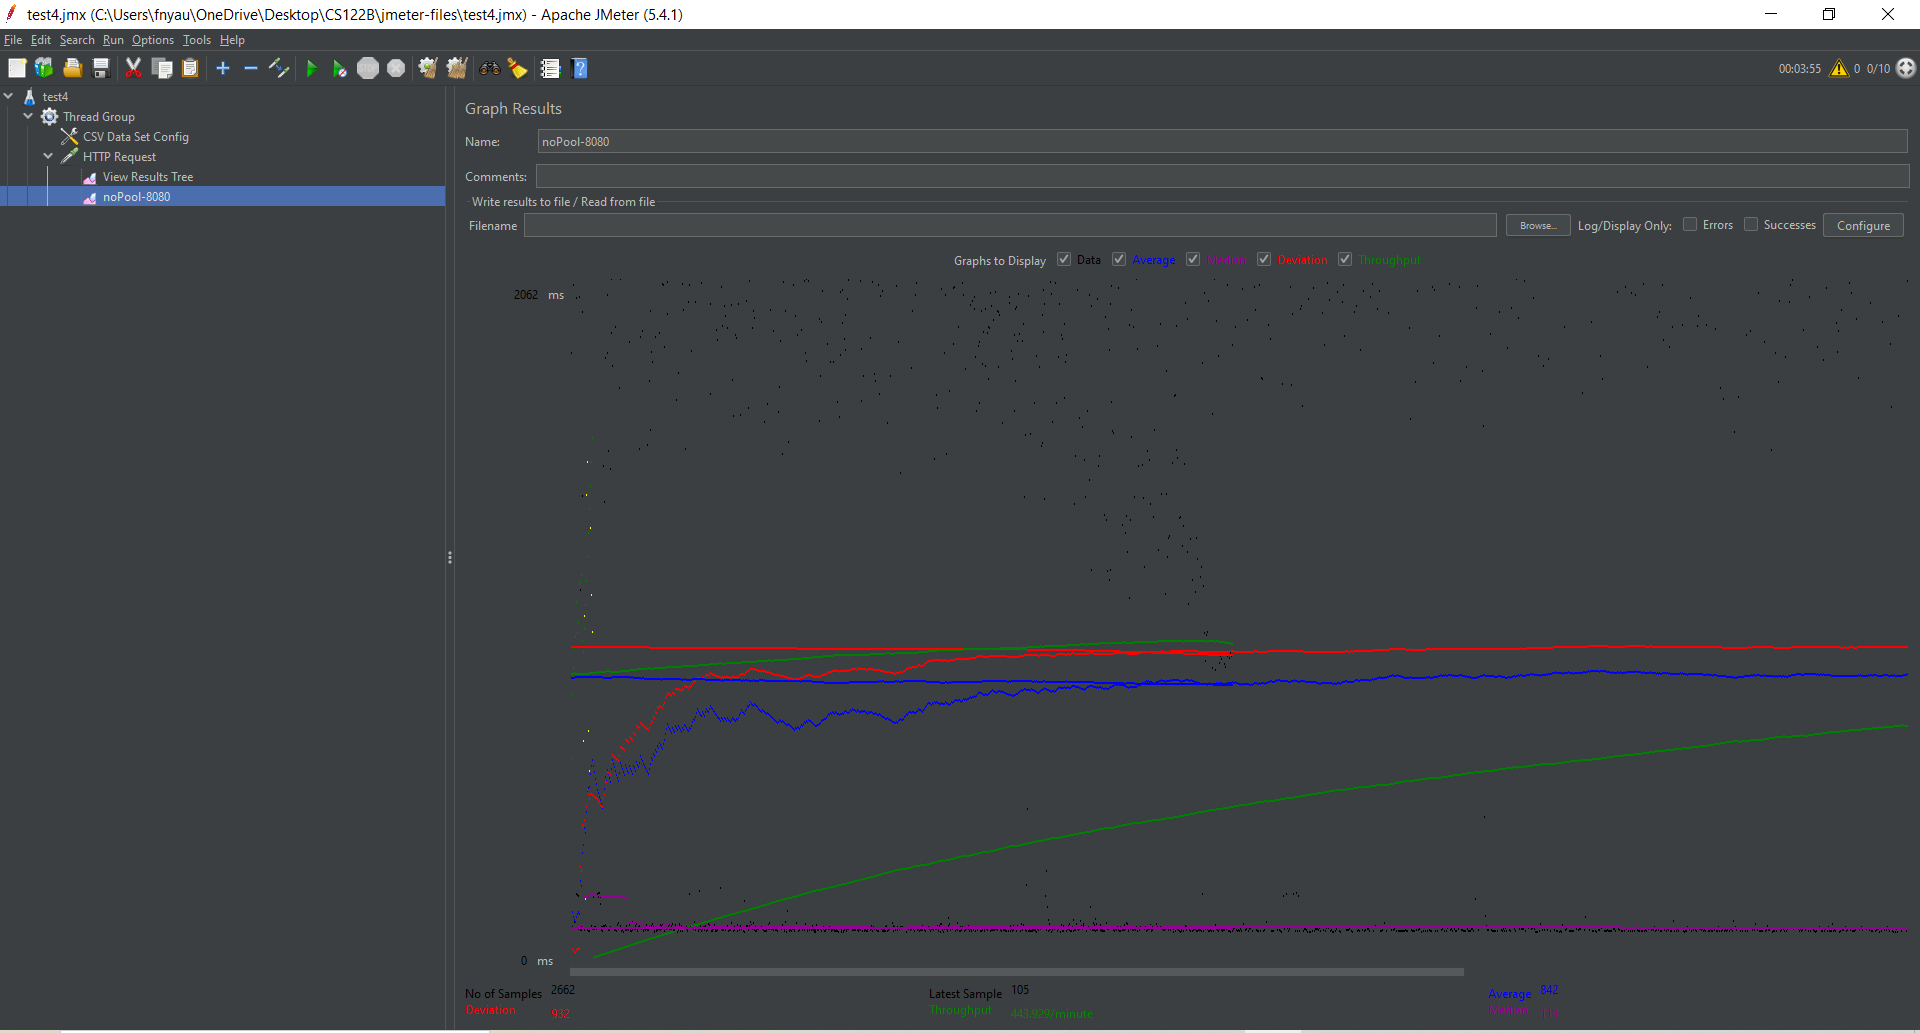 test4.jmx (C:\Users\fnyau\OneDrive\Desktop\CS122B\jmeter-files\test4.jmx) - Apache JMeter (5.4.1)
File Edit Search Run Options Tools Help
00:03:55 0 0/10
test4
Thread Group
CSV Data Set Config
HTTP Request
View Results Tree
noPool-8080
Graph Results
Name: noPool-8080
Comments:
Write results to file / Read from file
Filename Browse... Log/Display Only: Errors Successes Configure
Graphs to Display Data Average Median Deviation Throughput
2062 ms
0 ms
No of Samples 2662 Latest Sample 105 Average 842
Deviation 932 Throughput 443.929/minute Median